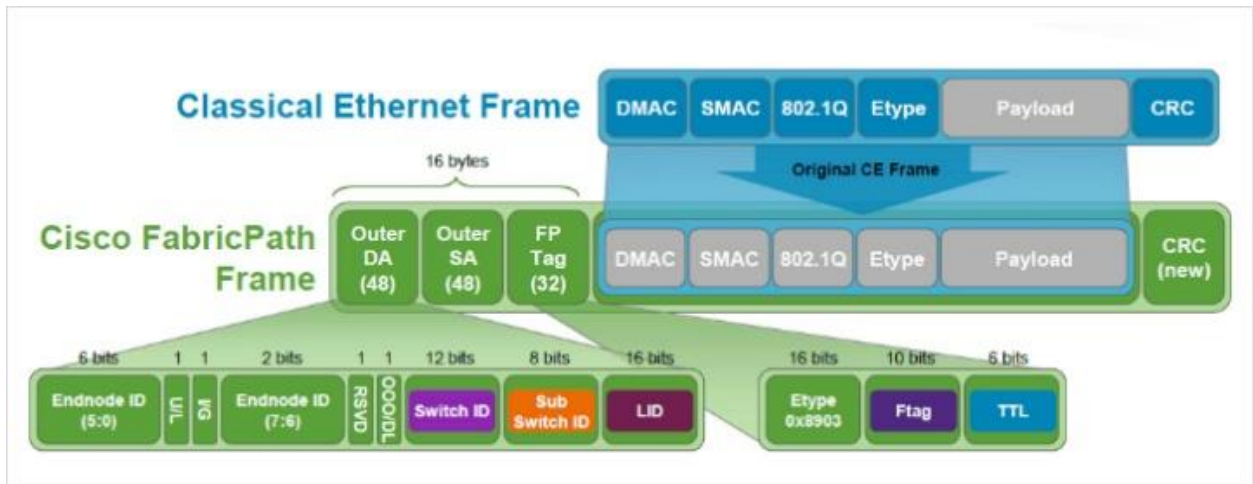 Classical Ethernet Frame
DMAC SMAC 802.1Q Etype Payload CRC
16 bytes
Original CE Frame
Cisco FabricPath
Frame
Outer
DA
(48)
Outer
SA
(48)
FP
Tag
(32)
DMAC SMAC 802.1Q Etype Payload
CRC
(new)
6 bits 1 1 2 bits 1 1 12 bits 8 bits 16 bits
Endnode ID
(5:0)
U/L
I/G
Endnode ID
(7:6)
RSVD
OOO/DL
Switch ID
Sub
Switch ID
LID
16 bits 10 bits 6 bits
Etype
0x8903
Ftag
TTL